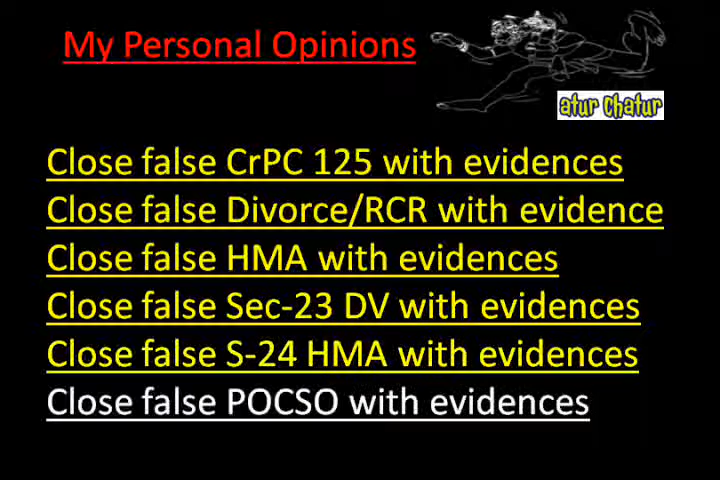 My Personal Opinions
atur chatur
Close false CrPC 125 with evidences
Close false Divorce/RCR with evidence
Close false HMA with evidences
Close false Sec-23 DV with evidences
Close false S-24 HMA with evidences
Close false POCSO with evidences